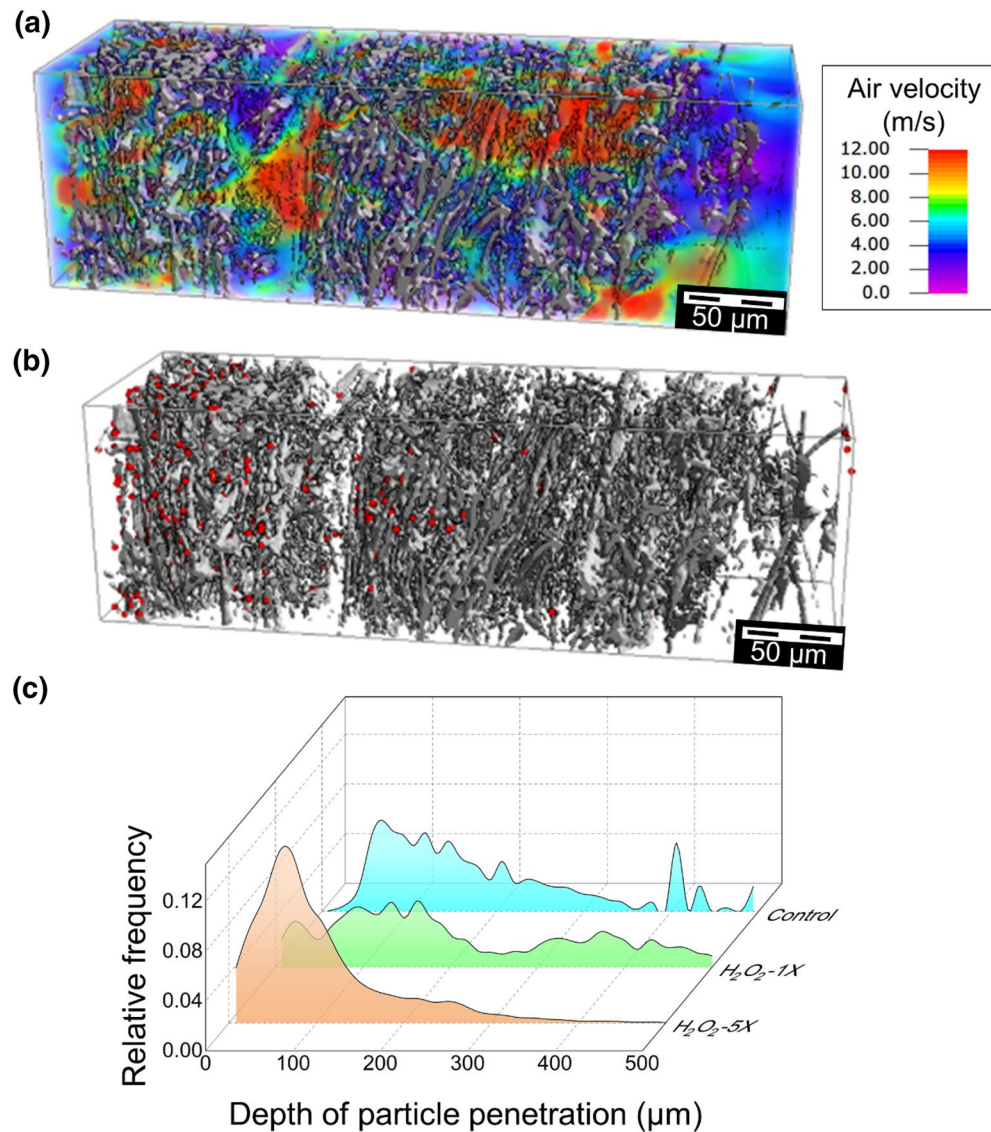 (a)
Air velocity
(m/s)
12.00
10.00
8.00
6.00
4.00
2.00
0.0
50 µm
(b)
50 µm
(c)
Relative frequency
0.12
0.08
0.04
0.00
0
100
200
300
400
500
Control
H₂O₂-1X
H₂O₂-5X
Depth of particle penetration (µm)